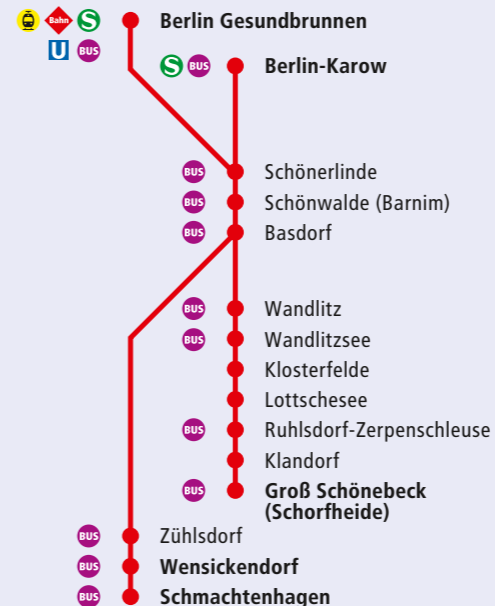 Bahn S Berlin Gesundbrunnen
U BUS
S BUS Berlin-Karow
BUS Schönerlinde
BUS Schönwalde (Barnim)
BUS Basdorf
BUS Wandlitz
BUS Wandlitzsee
Klosterfelde
Lottschesee
BUS Ruhlsdorf-Zerpenschleuse
Klandorf
BUS Groß Schönebeck
(Schorfheide)
BUS Zühlsdorf
BUS Wensickendorf
BUS Schmachtenhagen